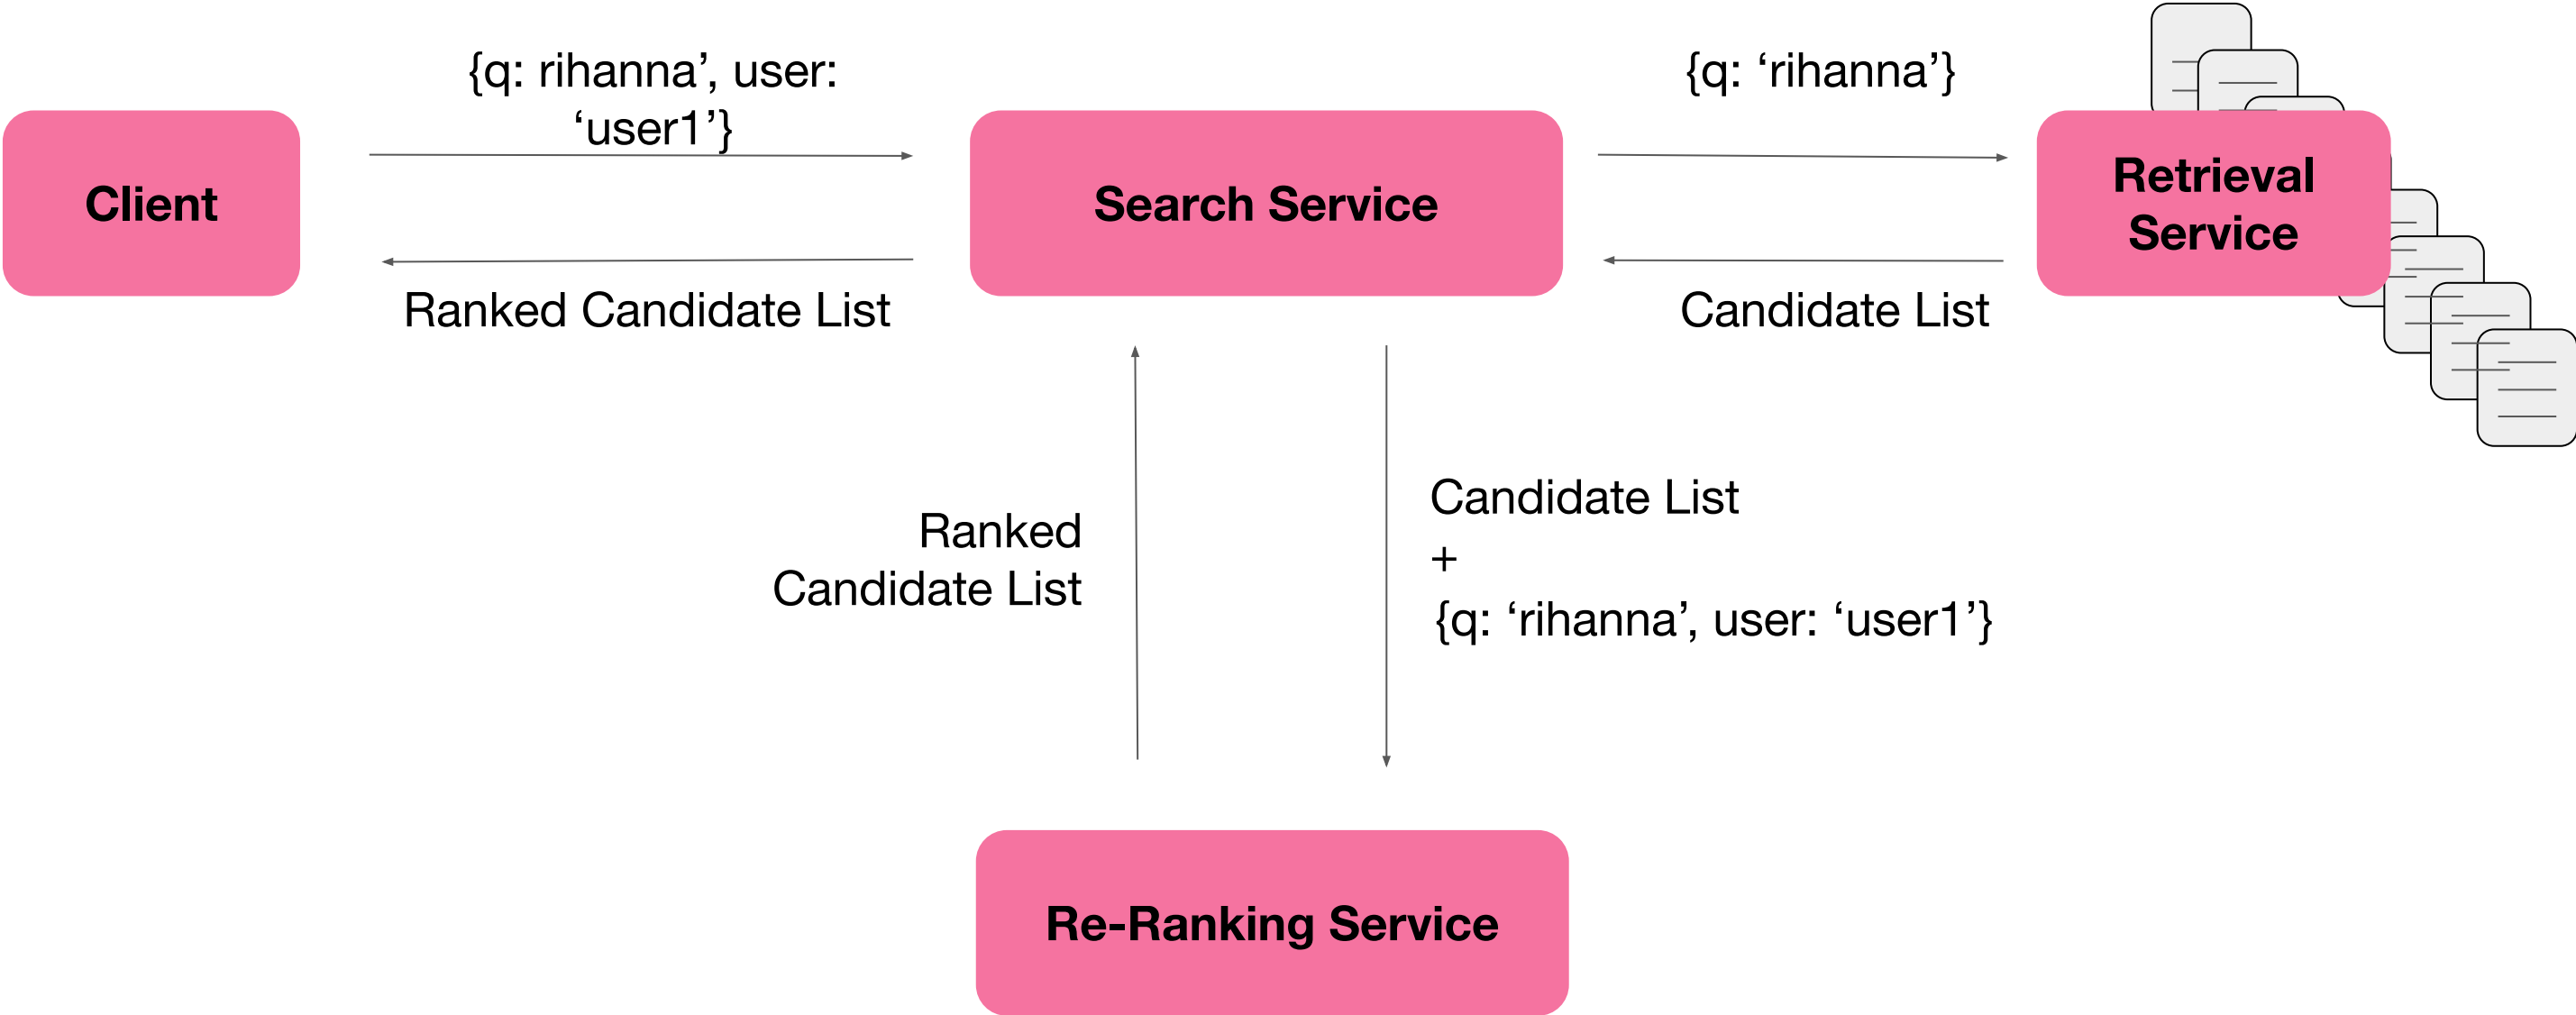 {q: rihanna’, user:
‘user1’}
{q: ‘rihanna’}
Client
Search Service
Retrieval
Service
Ranked Candidate List
Candidate List
Ranked
Candidate List
Candidate List
+
{q: ‘rihanna’, user: ‘user1’}
Re-Ranking Service